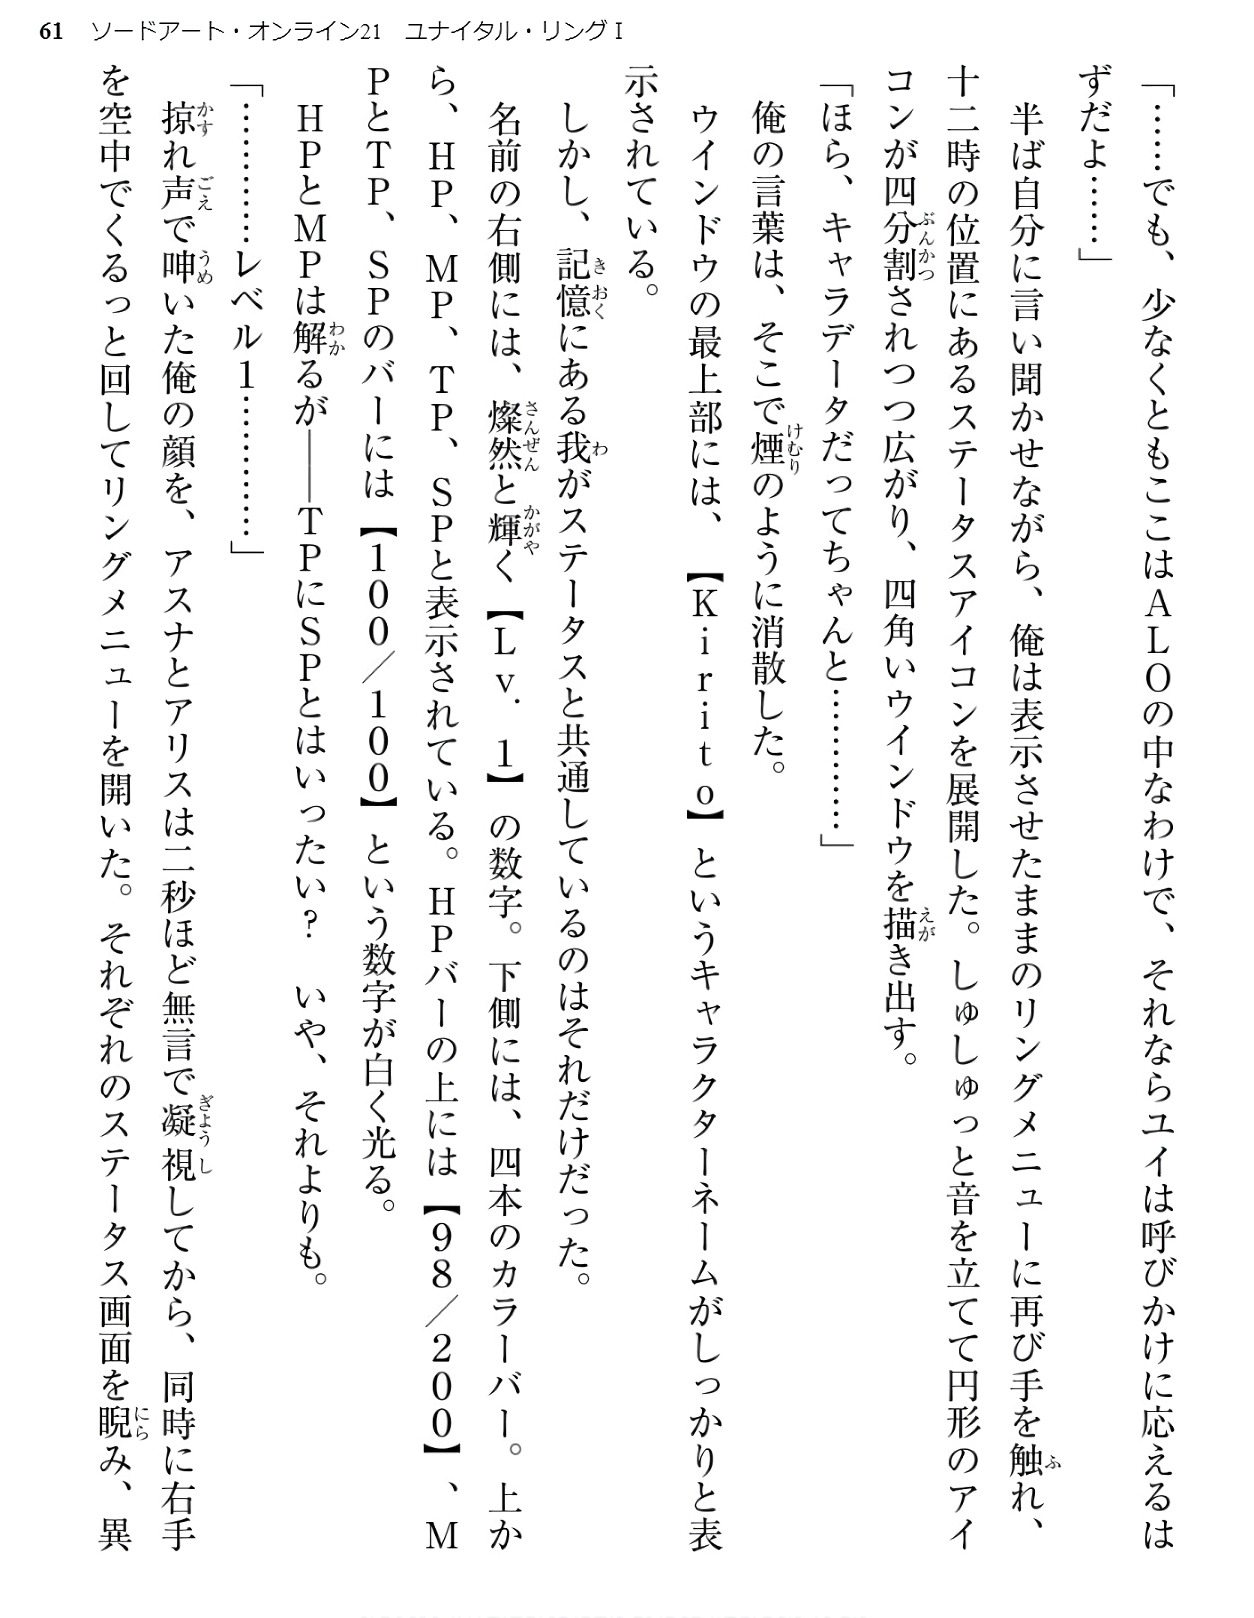 61 ソードアート・オンライン21 ユナイタル・リングⅠ
「……でも、少なくともここはＡＬＯの中なわけで、それならユイは呼びかけに応えるは
ずだよ……」
　半ば自分に言い聞かせながら、俺は表示させたままのリングメニューに再び手を触れ、
十二時の位置にあるステータスアイコンを展開した。しゅしゅっと音を立てて円形のアイ
コンが四分割されつつ広がり、四角いウインドウを描き出す。
「ほら、キャラデータだってちゃんと…………」
　俺の言葉は、そこで煙のように消散した。
　ウインドウの最上部には、【Ｋｉｒｉｔｏ】というキャラクターネームがしっかりと表
示されている。
　しかし、記憶にある我がステータスと共通しているのはそれだけだった。
　名前の右側には、燦然と輝く【Ｌｖ．１】の数字。下側には、四本のカラーバー。上か
ら、ＨＰ、ＭＰ、ＴＰ、ＳＰと表示されている。ＨＰバーの上には【９８／２００】、Ｍ
ＰとＴＰ、ＳＰのバーには【１００／１００】という数字が白く光る。
　ＨＰとＭＰは解るが――ＴＰにＳＰとはいったい？　いや、それよりも。
「…………レベル１…………」
　掠れ声で呻いた俺の顔を、アスナとアリスは二秒ほど無言で凝視してから、同時に右手
を空中でくるっと回してリングメニューを開いた。それぞれのステータス画面を睨み、異